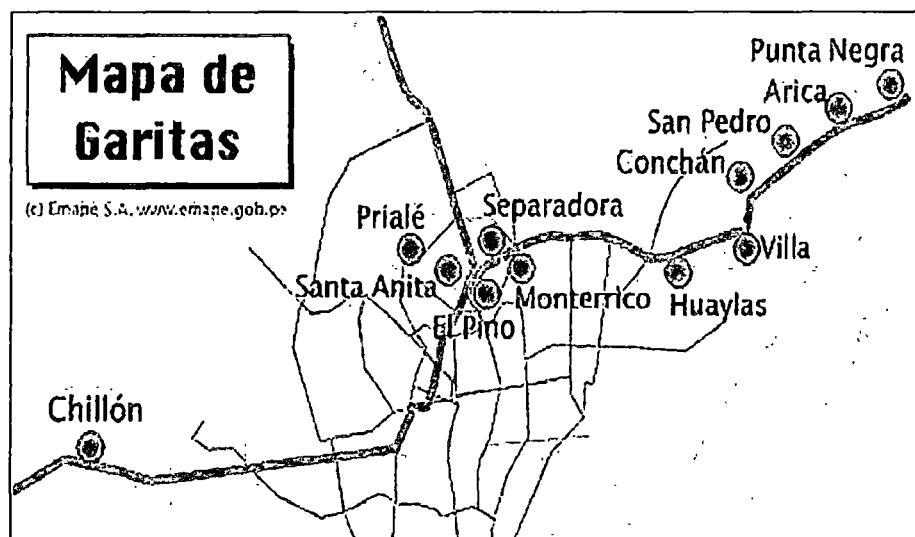 Mapa de
Garitas
(c) Emape S.A. www.emape.gob.pe
Punta Negra
Arica
San Pedro
Conchán
Prialé
Separadora
Villa
Santa Anita
Monterrico
Huaylas
El Pino
Chillón